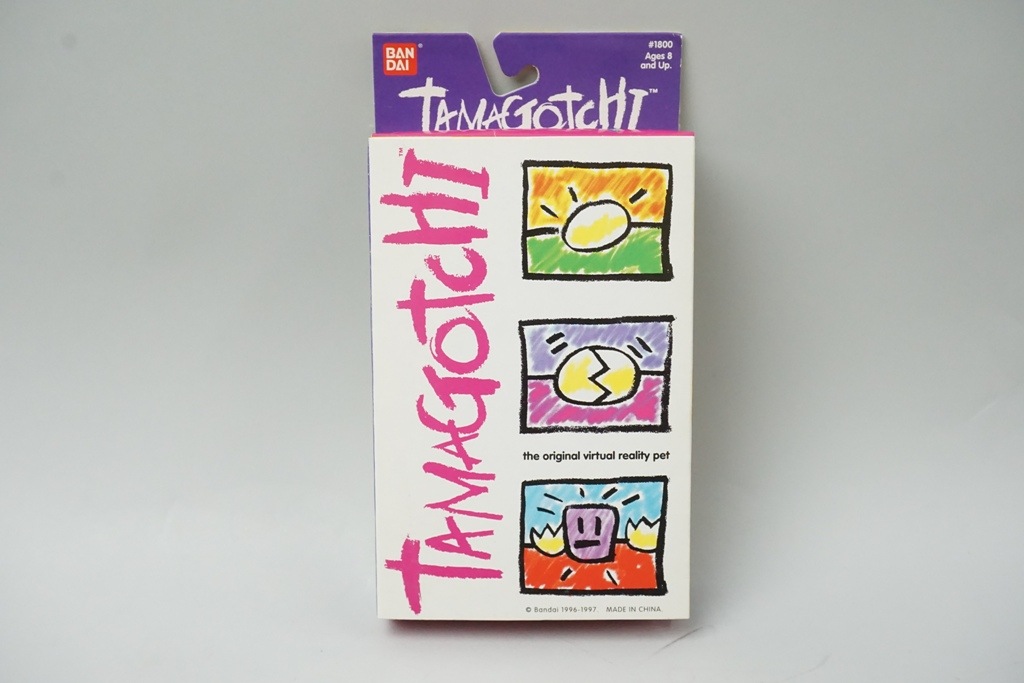 BAN
DAI®
#1800
Ages 8
and Up.
TAMAGOTCHI™
TAMAGOTCHI™
the original virtual reality pet
© Bandai 1996-1997. MADE IN CHINA.